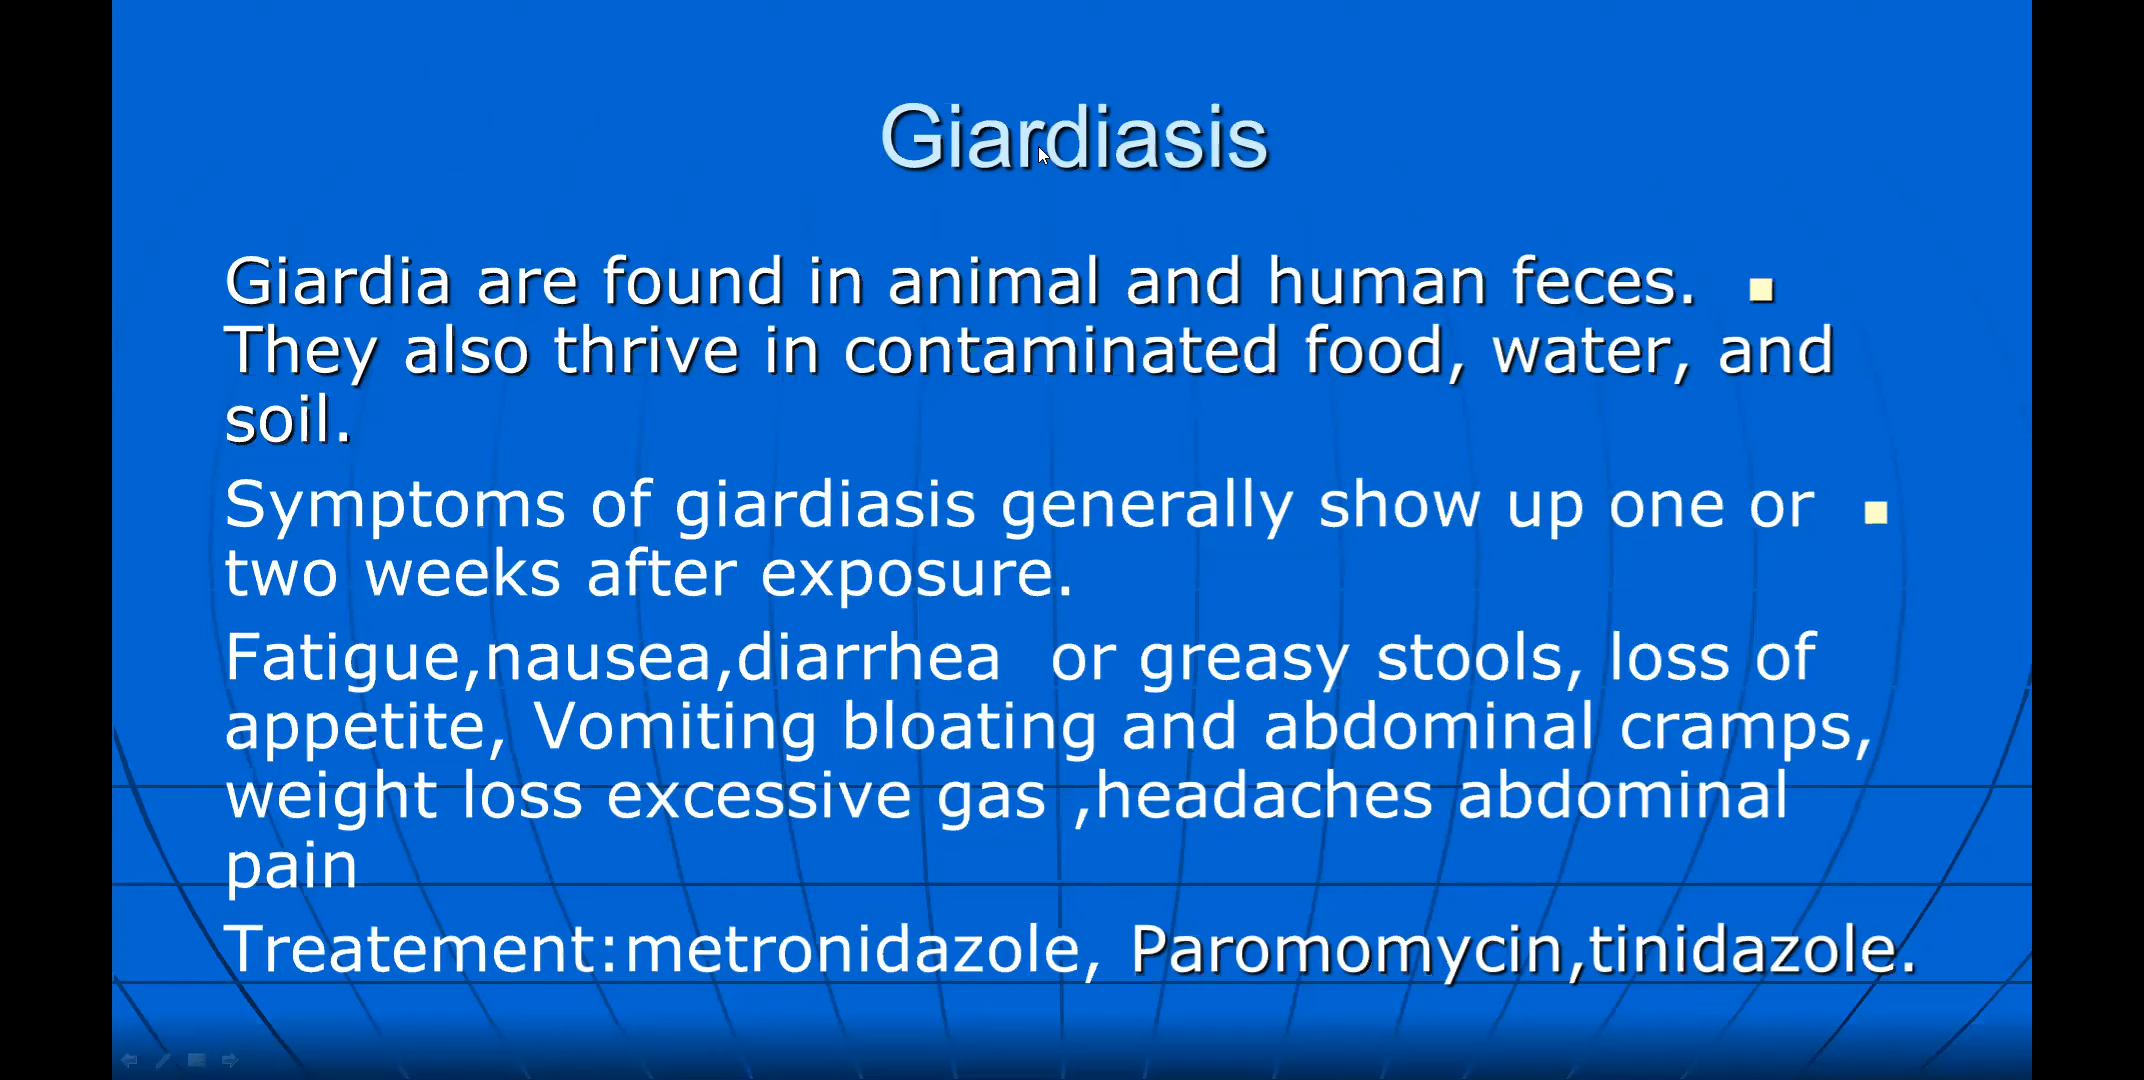 Giardiasis
Giardia are found in animal and human feces.
They also thrive in contaminated food, water, and
soil.
Symptoms of giardiasis generally show up one or
two weeks after exposure.
Fatigue,nausea,diarrhea  or greasy stools, loss of
appetite, Vomiting bloating and abdominal cramps,
weight loss excessive gas ,headaches abdominal
pain
Treatement:metronidazole, Paromomycin,tinidazole.